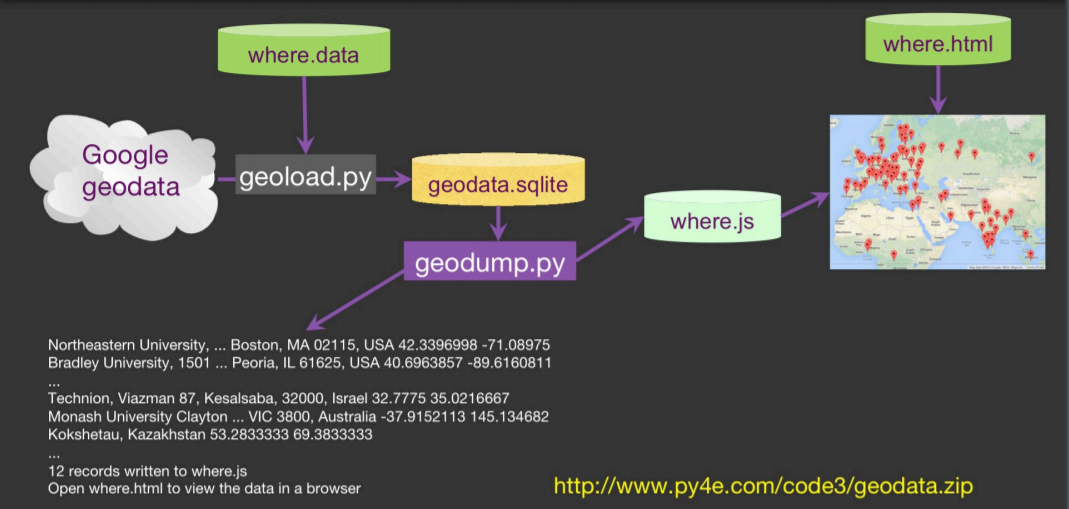 where.data
where.html
Google
geodata
geoload.py
geodata.sqlite
where.js
geodump.py
Northeastern University, ... Boston, MA 02115, USA 42.3396998 -71.08975
Bradley University, 1501 ... Peoria, IL 61625, USA 40.6963857 -89.6160811
...
Technion, Viazman 87, Kesalsaba, 32000, Israel 32.7775 35.0216667
Monash University Clayton ... VIC 3800, Australia -37.9152113 145.134682
Kokshetau, Kazakhstan 53.2833333 69.3833333
...
12 records written to where.js
Open where.html to view the data in a browser
http://www.py4e.com/code3/geodata.zip